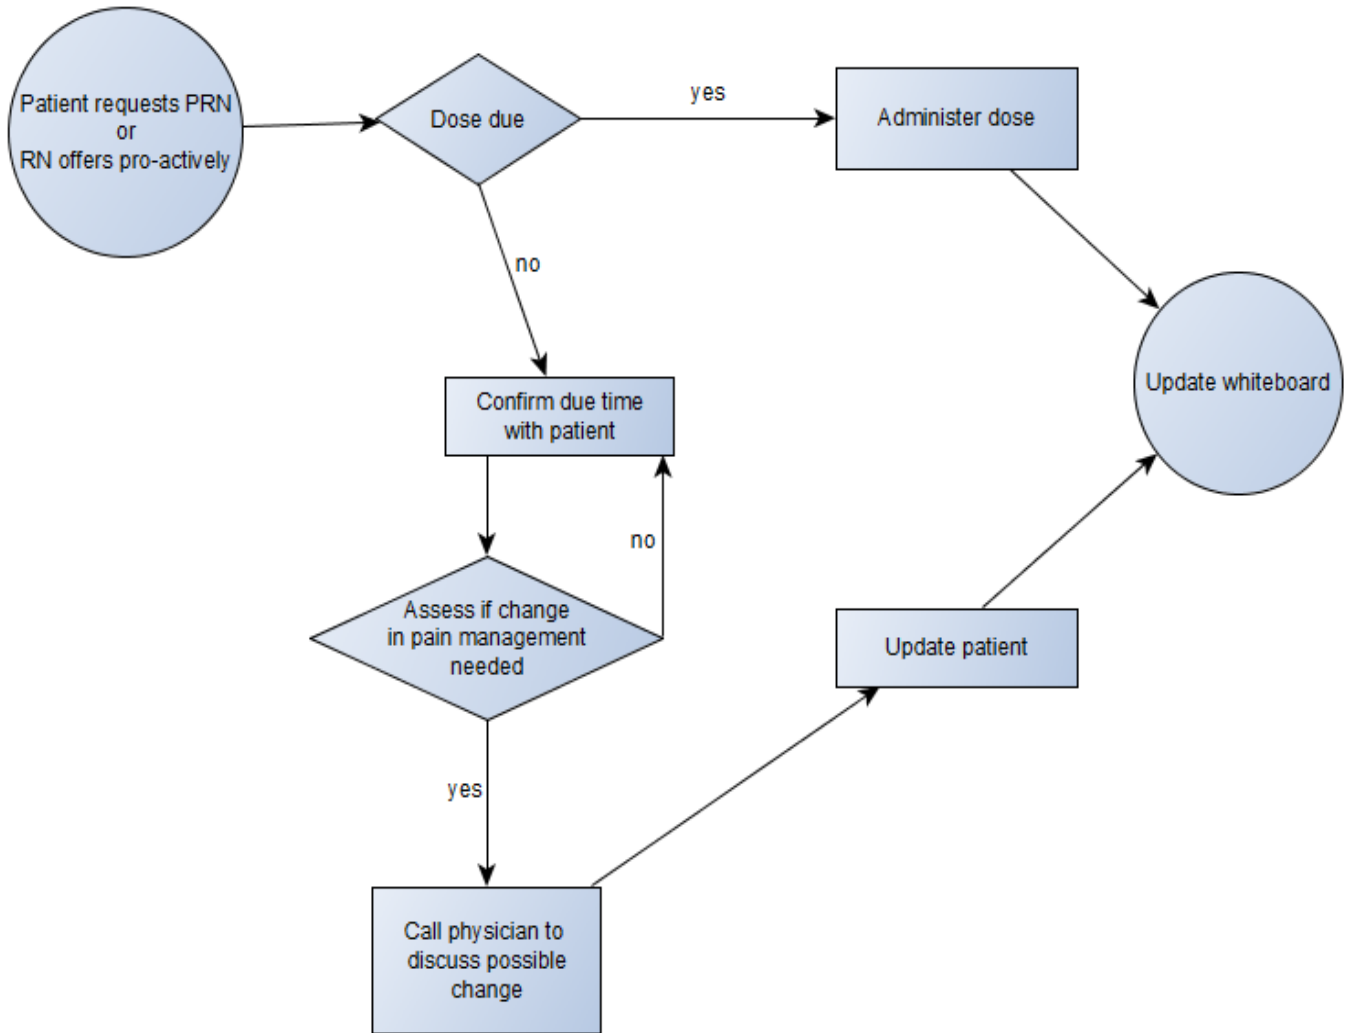 Patient requests PRN
or
RN offers pro-actively
Dose due
yes
Administer dose
no
Confirm due time
with patient
Update whiteboard
no
Assess if change
in pain management
needed
Update patient
yes
Call physician to
discuss possible
change